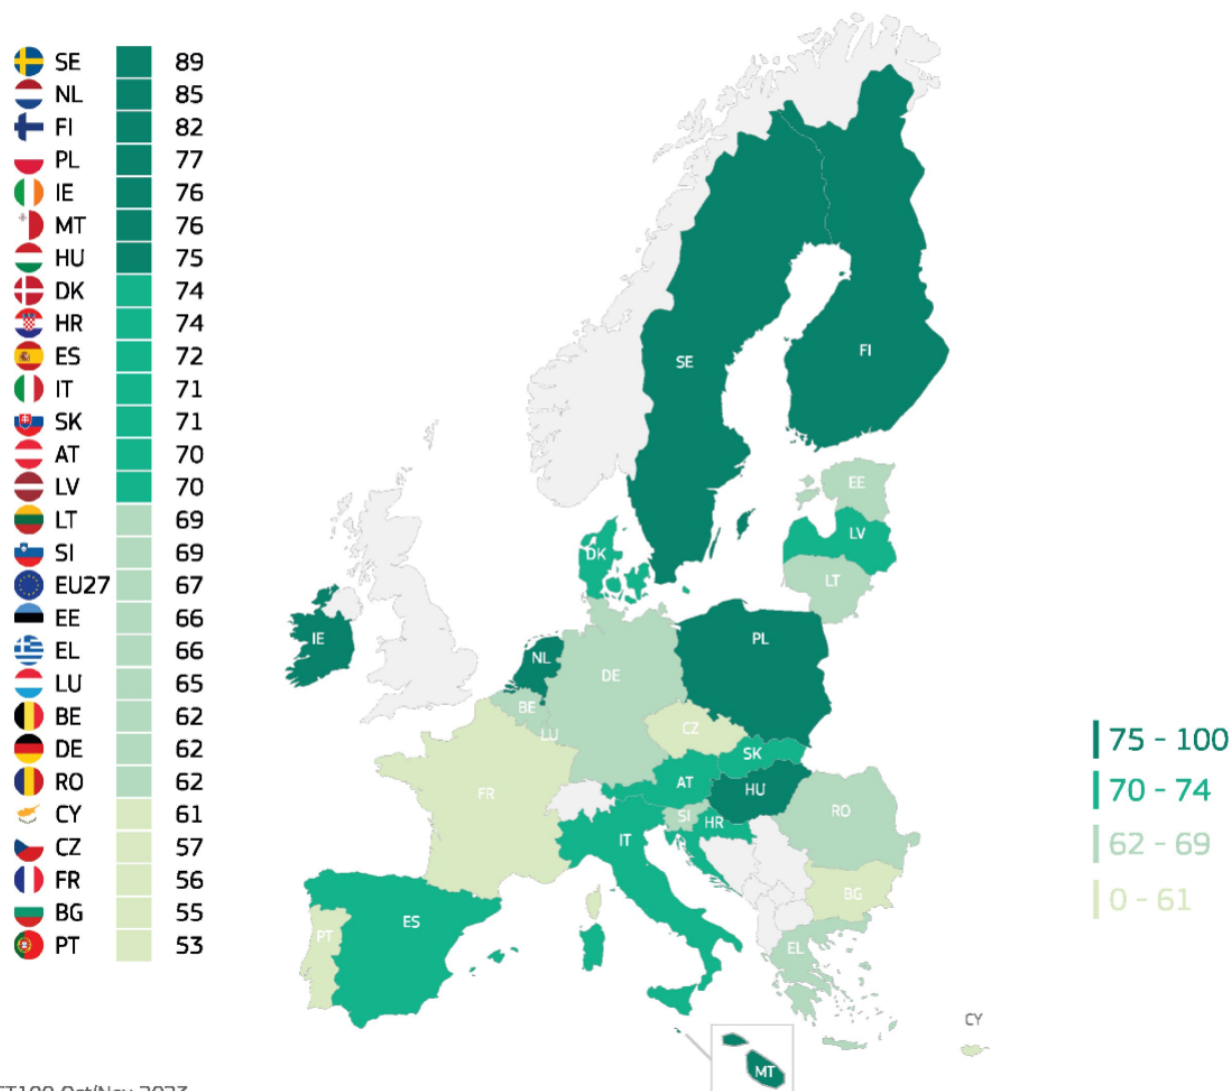 SE 89
NL 85
FI 82
PL 77
IE 76
MT 76
HU 75
DK 74
HR 74
ES 72
IT 71
SK 71
AT 70
LV 70
LT 69
SI 69
EU27 67
EE 66
EL 66
LU 65
BE 62
DE 62
RO 62
CY 61
CZ 57
FR 56
BG 55
PT 53
FI
SE
EE
LV
DK
LT
IE
PL
NL
DE
BE
CZ
LU
SK
AT
HU
FR
RO
SI
HR
IT
BG
ES
PT
EL
CY
MT
75 - 100
70 - 74
62 - 69
0 - 61
Oct/Nov 2023